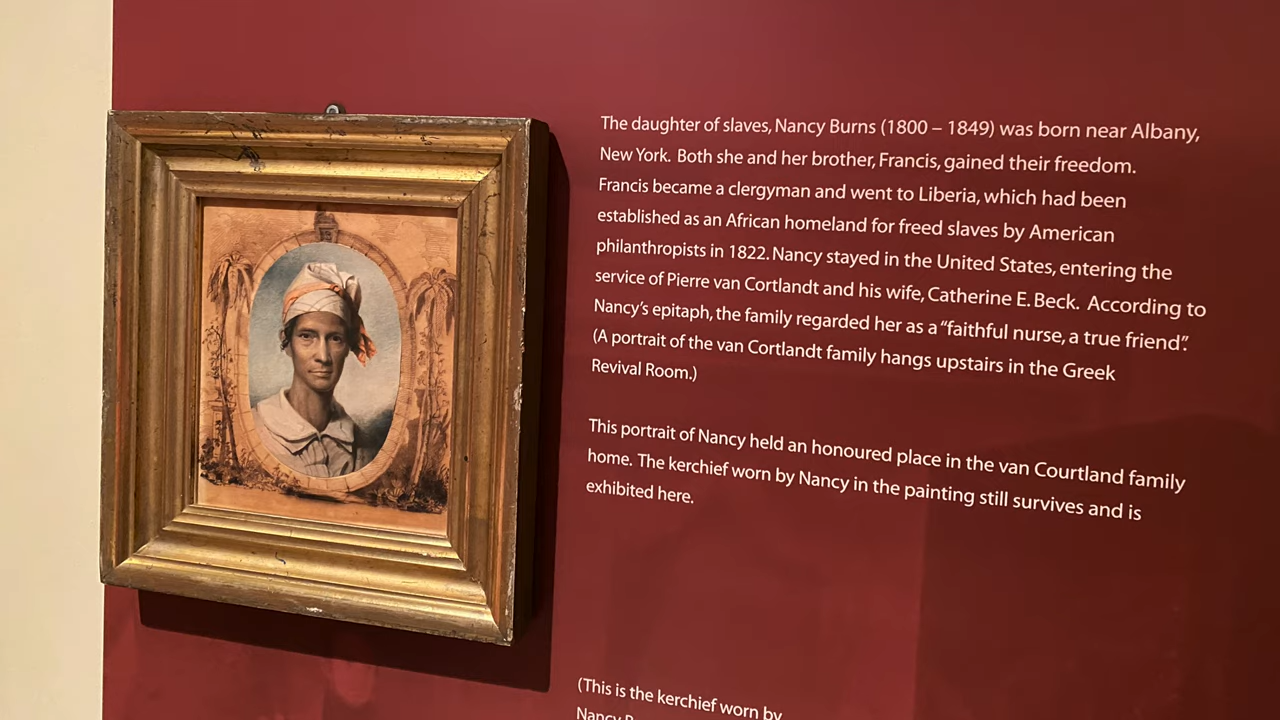 The daughter of slaves, Nancy Burns (1800 – 1849) was born near Albany,
New York. Both she and her brother, Francis, gained their freedom.
Francis became a clergyman and went to Liberia, which had been
established as an African homeland for freed slaves by American
philanthropists in 1822. Nancy stayed in the United States, entering the
service of Pierre van Cortlandt and his wife, Catherine E. Beck. According to
Nancy's epitaph, the family regarded her as a "faithful nurse, a true friend".
(A portrait of the van Cortlandt family hangs upstairs in the Greek
Revival Room.)
This portrait of Nancy held an honoured place in the van Courtland family
home. The kerchief worn by Nancy in the painting still survives and is
exhibited here.
(This is the kerchief worn by
Nancy